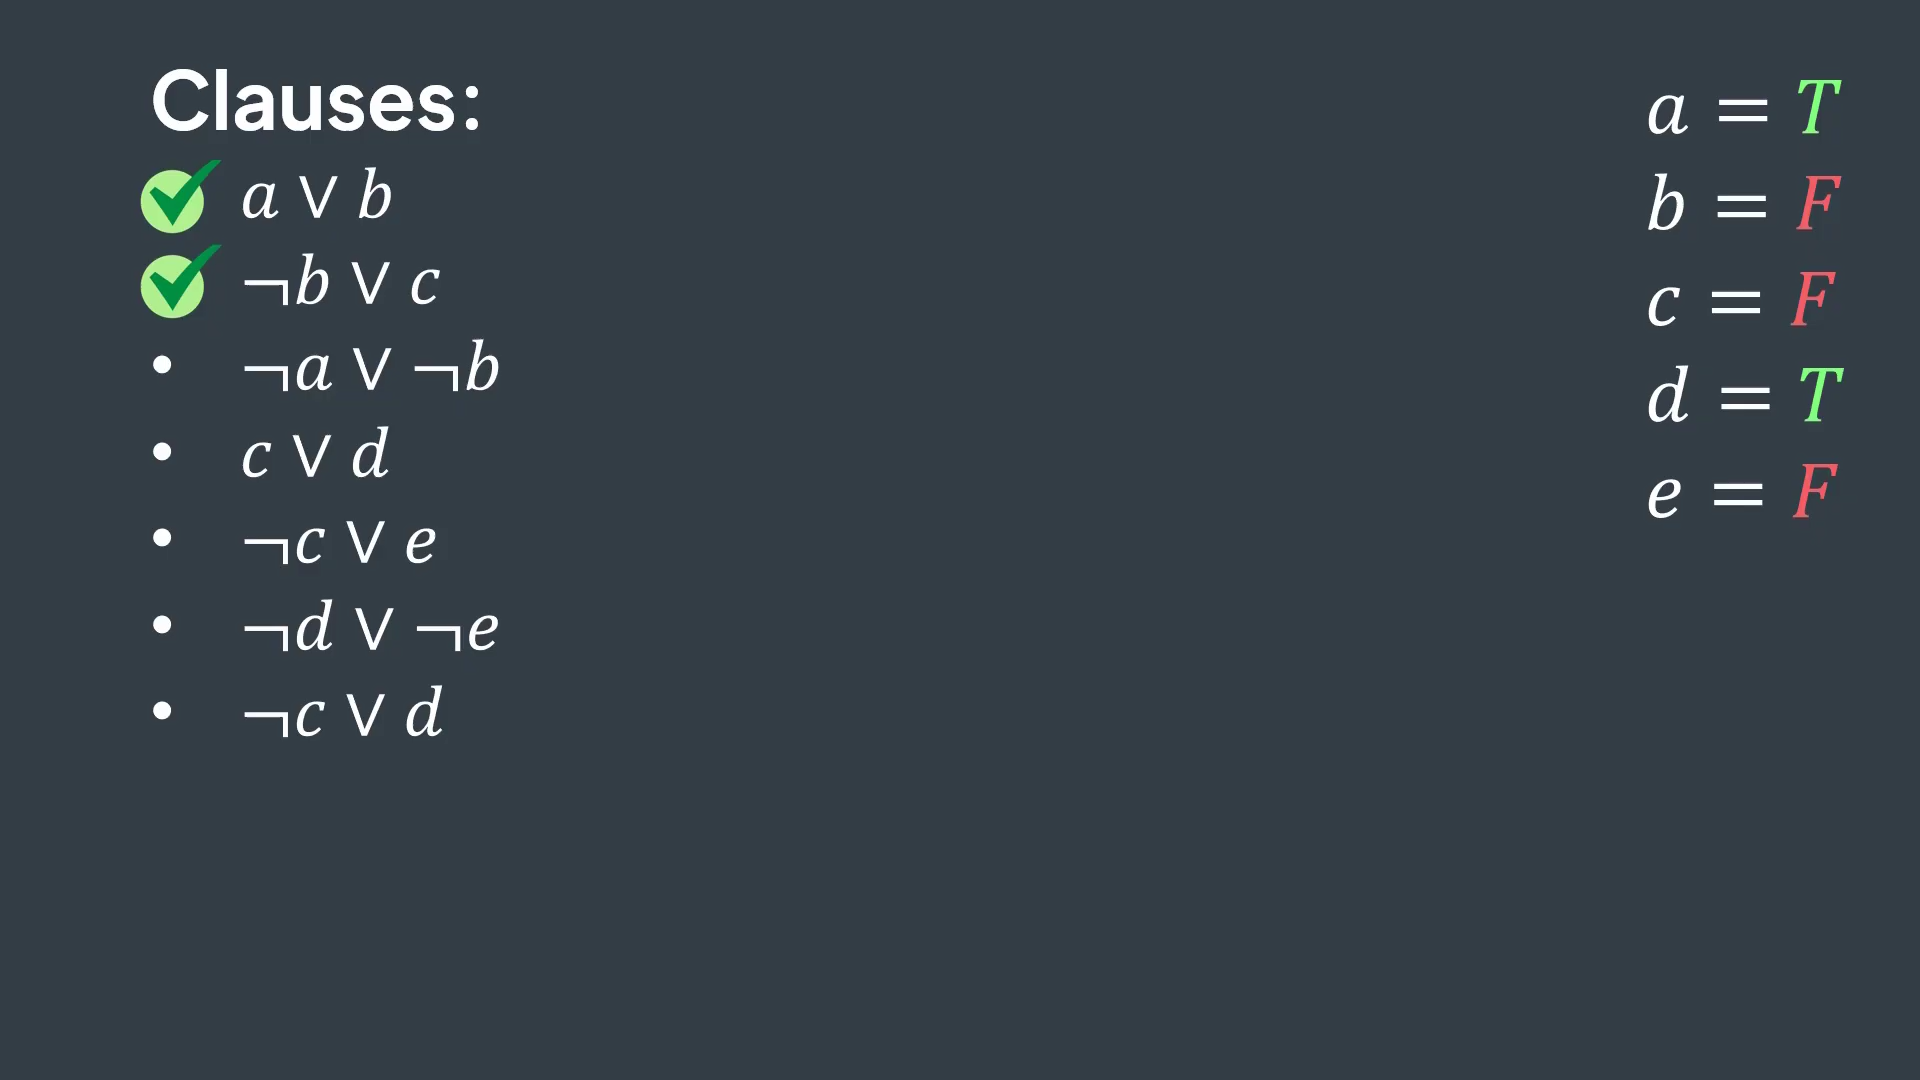 Clauses:
a ∨ b
¬b ∨ c
¬a ∨ ¬b
c ∨ d
¬c ∨ e
¬d ∨ ¬e
¬c ∨ d
a = T
b = F
c = F
d = T
e = F